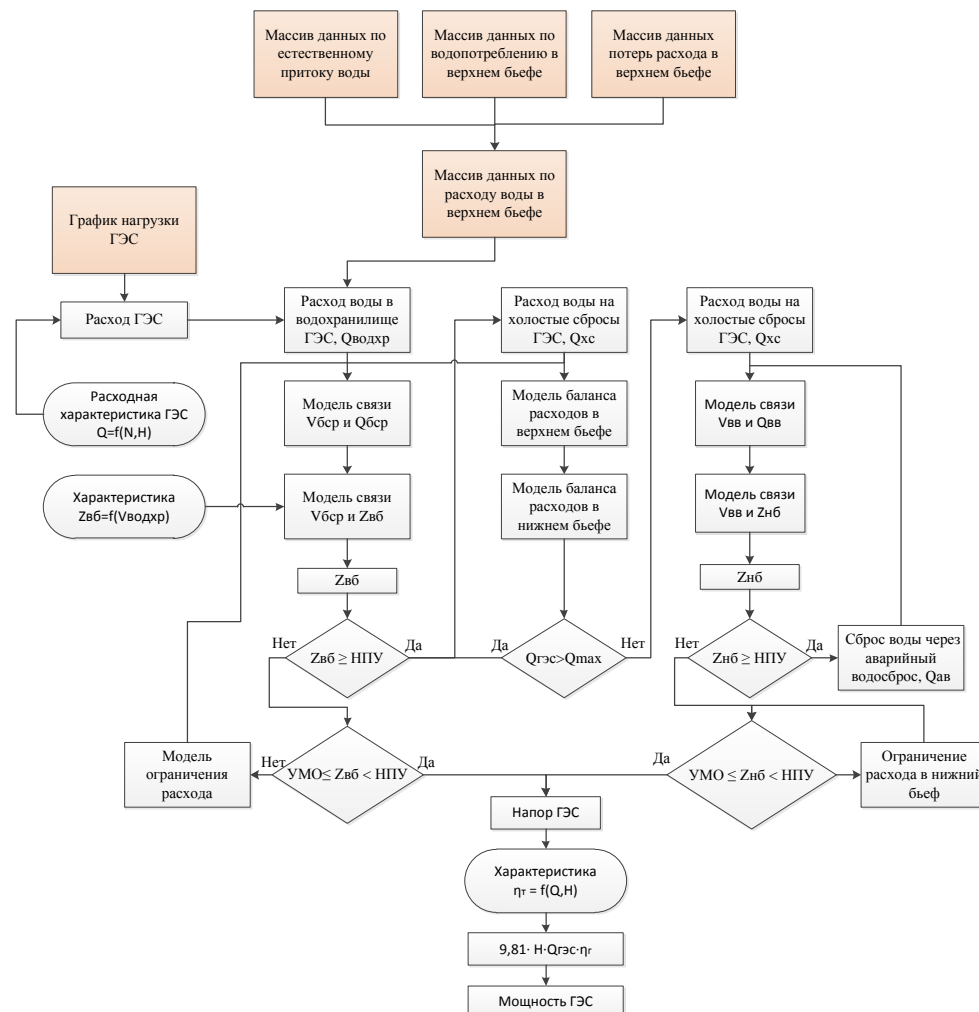 Массив данных по
естественному
притоку воды
Массив данных по
водопотреблению в
верхнем бьефе
Массив данных
потерь расхода в
верхнем бьефе
Массив данных по
расходу воды в
верхнем бьефе
График нагрузки
ГЭС
Расход ГЭС
Расход воды в
водохранилище
ГЭС, Qводхр
Расход воды на
холостые сбросы
ГЭС, Qхс
Расход воды на
холостые сбросы
ГЭС, Qхс
Расходная
характеристика ГЭС
Q=f(N,H)
Модель связи
Vбср и Qбср
Модель баланса
расходов в
верхнем бьефе
Модель связи
Vвв и Qвв
Характеристика
Zвб=f(Vводхр)
Модель связи
Vбср и Zвб
Модель баланса
расходов в
нижнем бьефе
Модель связи
Vвв и Zнб
Zвб
Zнб
Нет
Zвб ≥ НПУ
Да
Да
Qгэс>Qmax
Нет
Нет
Zнб ≥ НПУ
Да
Сброс воды через
аварийный
водосброс, Qав
Модель
ограничения
расхода
Нет
УМО≤ Zвб < НПУ
Да
Да
УМО ≤ Zнб < НПУ
Ограничение
расхода в нижний
бьеф
Напор ГЭС
Характеристика
ηт = f(Q,H)
9,81· H·Qгэс·ηг
Мощность ГЭС